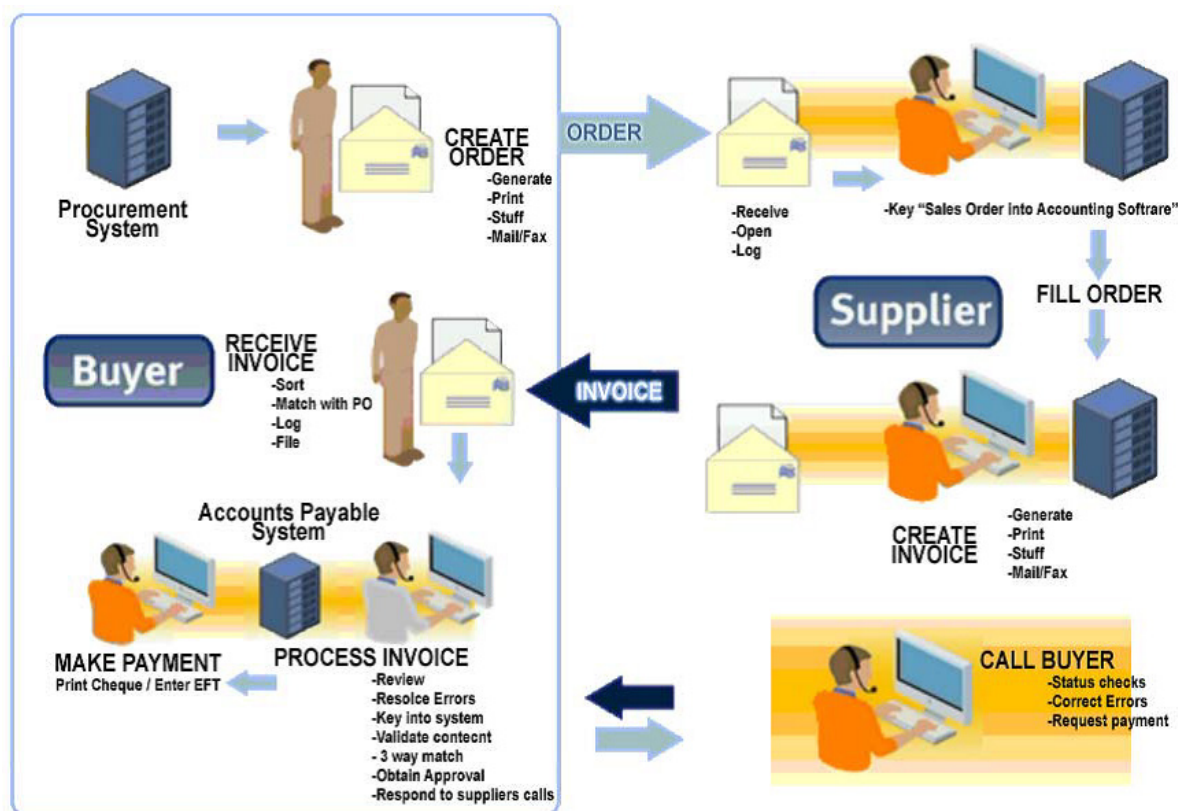 Procurement
System
CREATE
ORDER
-Generate
-Print
-Stuff
-Mail/Fax
ORDER
-Receive
-Open
-Log
-Key “Sales Order into Accounting Softrare”
FILL ORDER
Supplier
Buyer
RECEIVE
INVOICE
-Sort
-Match with PO
-Log
-File
INVOICE
CREATE
INVOICE
-Generate
-Print
-Stuff
-Mail/Fax
Accounts Payable
System
MAKE PAYMENT
Print Cheque / Enter EFT
PROCESS INVOICE
-Review
-Resolce Errors
-Key into system
-Validate contecnt
- 3 way match
-Obtain Approval
-Respond to suppliers calls
CALL BUYER
-Status checks
-Correct Errors
-Request payment